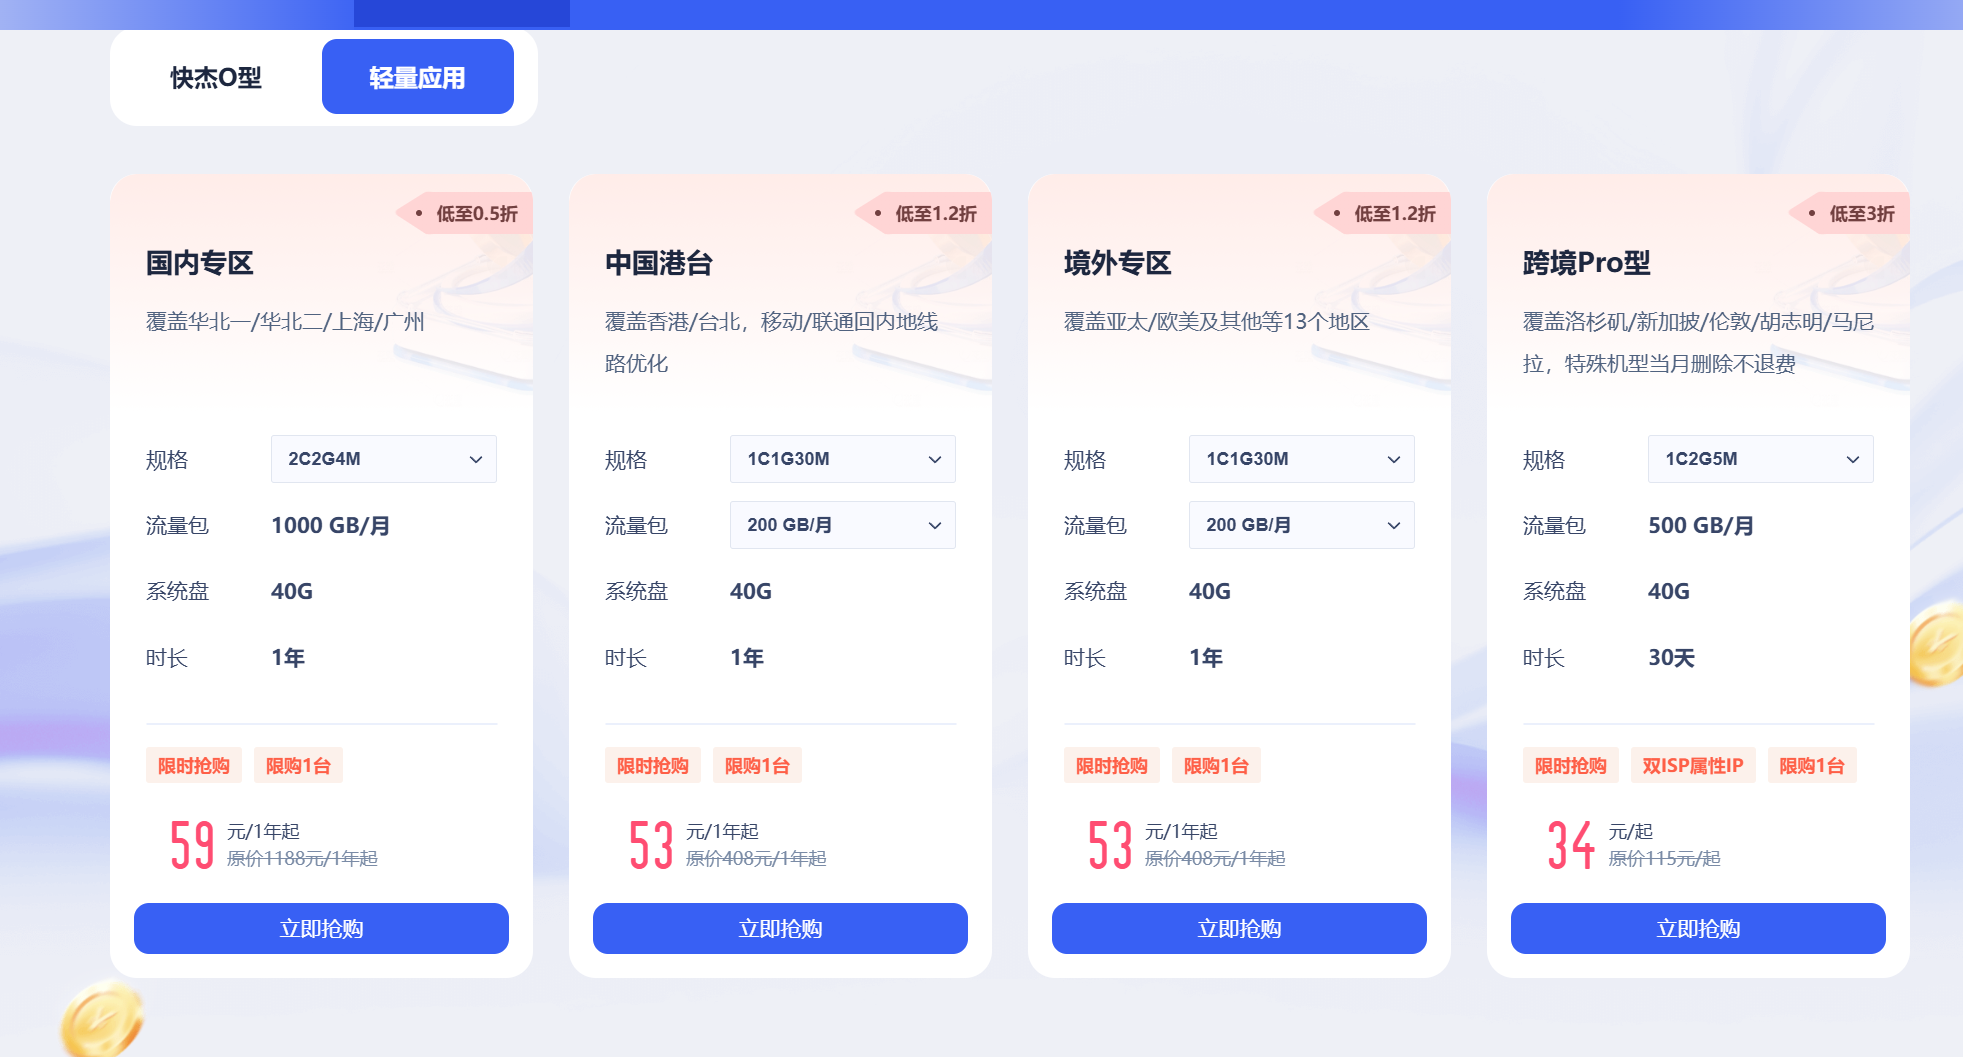 快杰O型
轻量应用
低至0.5折
国内专区
覆盖华北一/华北二/上海/广州
规格
2C2G4M
流量包
1000 GB/月
系统盘
40G
时长
1年
限时抢购
限购1台
59
元/1年起
原价1188元/1年起
立即抢购
低至1.2折
中国港台
覆盖香港/台北，移动/联通回内地线
路优化
规格
1C1G30M
流量包
200 GB/月
系统盘
40G
时长
1年
限时抢购
限购1台
53
元/1年起
原价408元/1年起
立即抢购
低至1.2折
境外专区
覆盖亚太/欧美及其他等13个地区
规格
1C1G30M
流量包
200 GB/月
系统盘
40G
时长
1年
限时抢购
限购1台
53
元/1年起
原价408元/1年起
立即抢购
低至3折
跨境Pro型
覆盖洛杉矶/新加披/伦敦/胡志明/马尼
拉，特殊机型当月删除不退费
规格
1C2G5M
流量包
500 GB/月
系统盘
40G
时长
30天
限时抢购
双ISP属性IP
限购1台
34
元/起
原价115元/起
立即抢购